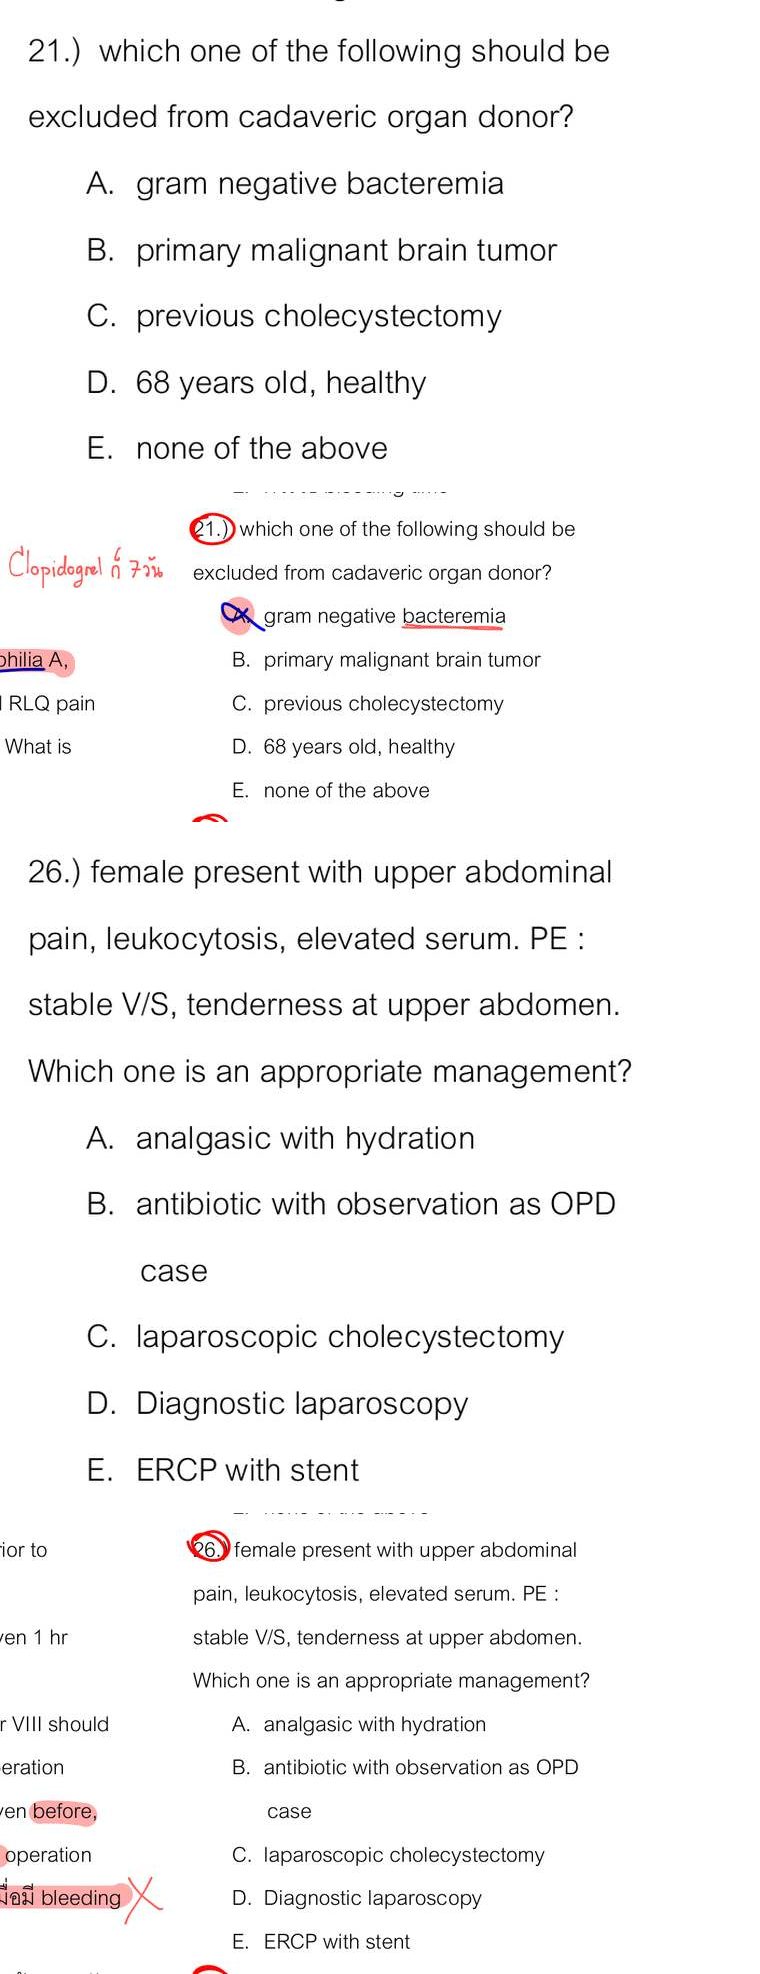 21.) which one of the following should be
excluded from cadaveric organ donor?
A. gram negative bacteremia
B. primary malignant brain tumor
C. previous cholecystectomy
D. 68 years old, healthy
E. none of the above
21.) which one of the following should be
Clopidogrel ก็ 7วัน
excluded from cadaveric organ donor?
gram negative bacteremia
philia A,
B. primary malignant brain tumor
RLQ pain
C. previous cholecystectomy
What is
D. 68 years old, healthy
E. none of the above
26.) female present with upper abdominal
pain, leukocytosis, elevated serum. PE :
stable V/S, tenderness at upper abdomen.
Which one is an appropriate management?
A. analgasic with hydration
B. antibiotic with observation as OPD
case
C. laparoscopic cholecystectomy
D. Diagnostic laparoscopy
E. ERCP with stent
ior to
26.) female present with upper abdominal
pain, leukocytosis, elevated serum. PE :
ven 1 hr
stable V/S, tenderness at upper abdomen.
Which one is an appropriate management?
r VIII should
A. analgasic with hydration
eration
B. antibiotic with observation as OPD
ven before,
case
operation
C. laparoscopic cholecystectomy
มื่อมี bleeding
D. Diagnostic laparoscopy
E. ERCP with stent